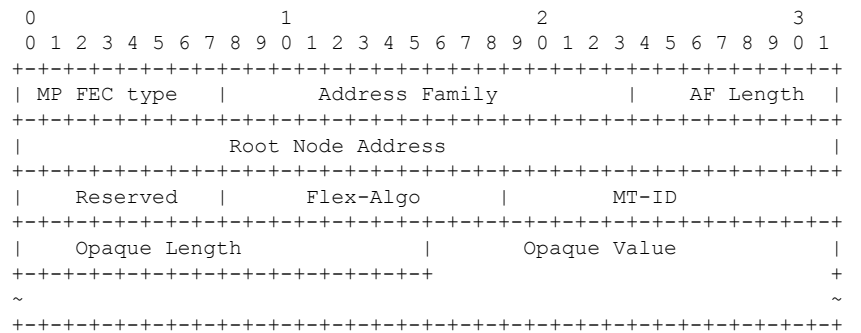 0                   1                   2                   3
 0 1 2 3 4 5 6 7 8 9 0 1 2 3 4 5 6 7 8 9 0 1 2 3 4 5 6 7 8 9 0 1
+-+-+-+-+-+-+-+-+-+-+-+-+-+-+-+-+-+-+-+-+-+-+-+-+-+-+-+-+-+-+-+-+
| MP FEC type   |       Address Family          |    AF Length  |
+-+-+-+-+-+-+-+-+-+-+-+-+-+-+-+-+-+-+-+-+-+-+-+-+-+-+-+-+-+-+-+-+
|                Root Node Address                              |
+-+-+-+-+-+-+-+-+-+-+-+-+-+-+-+-+-+-+-+-+-+-+-+-+-+-+-+-+-+-+-+-+
|    Reserved   |      Flex-Algo      |        MT-ID
+-+-+-+-+-+-+-+-+-+-+-+-+-+-+-+-+-+-+-+-+-+-+-+-+-+-+-+-+-+-+-+-+
|    Opaque Length              |       Opaque Value            |
+-+-+-+-+-+-+-+-+-+-+-+-+-+-+-+-+                               +
~                                                               ~
+-+-+-+-+-+-+-+-+-+-+-+-+-+-+-+-+-+-+-+-+-+-+-+-+-+-+-+-+-+-+-+-+